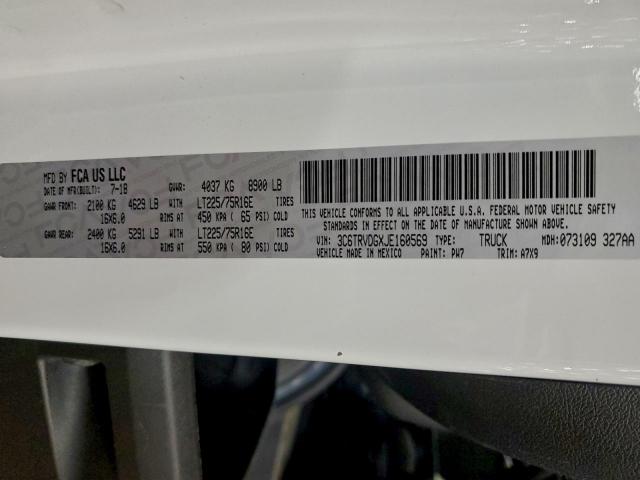 MFD BY FCA US LLC
DATE OF MFR(BUILT): 7-18 GVWR: 4037 KG 8900 LB
GAWR FRONT: 2100 KG 4629 LB WITH LT225/75R16E TIRES
16X6.0 RIMS AT 450 KPA ( 65 PSI) COLD
GAWR REAR: 2400 KG 5291 LB WITH LT225/75R16E TIRES
16X6.0 RIMS AT 550 KPA ( 80 PSI) COLD
THIS VEHICLE CONFORMS TO ALL APPLICABLE U.S.A. FEDERAL MOTOR VEHICLE SAFETY
STANDARDS IN EFFECT ON THE DATE OF MANUFACTURE SHOWN ABOVE.
VIN: 3C6TRVDGXJE160569 TYPE: TRUCK MDH: 073109 327AA
VEHICLE MADE IN MEXICO PAINT: PW7 TRIM: A7X9